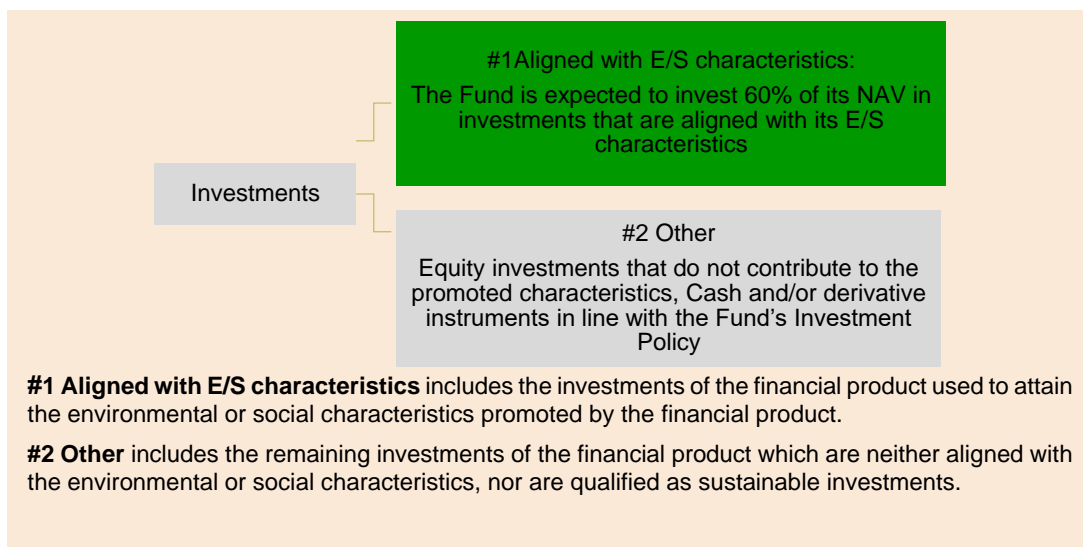 #1Aligned with E/S characteristics:
The Fund is expected to invest 60% of its NAV in
investments that are aligned with its E/S
characteristics
Investments
#2 Other
Equity investments that do not contribute to the
promoted characteristics, Cash and/or derivative
instruments in line with the Fund’s Investment
Policy
#1 Aligned with E/S characteristics includes the investments of the financial product used to attain
the environmental or social characteristics promoted by the financial product.
#2 Other includes the remaining investments of the financial product which are neither aligned with
the environmental or social characteristics, nor are qualified as sustainable investments.